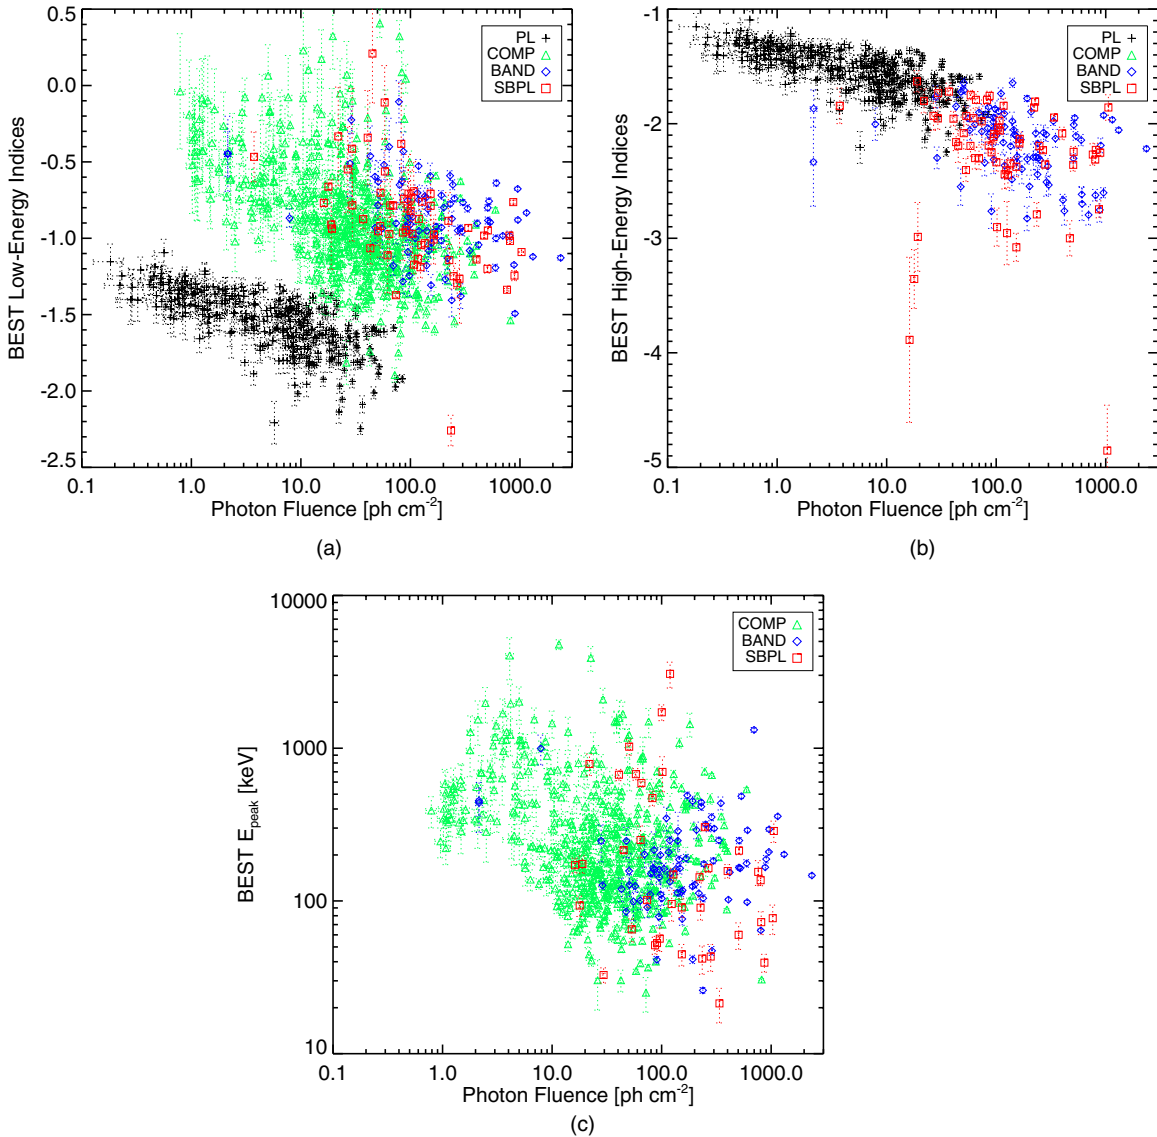 0.5
0.0
-0.5
-1.0
-1.5
-2.0
-2.5
BEST Low-Energy Indices
PL
COMP
BAND
SBPL
0.1 1.0 10.0 100.0 1000.0
Photon Fluence [ph cm-2]
(a)
-1
-2
-3
-4
-5
BEST High-Energy Indices
PL
COMP
BAND
SBPL
0.1 1.0 10.0 100.0 1000.0
Photon Fluence [ph cm-2]
(b)
10000
1000
100
10
BEST Epeak [keV]
COMP
BAND
SBPL
0.1 1.0 10.0 100.0 1000.0
Photon Fluence [ph cm-2]
(c)